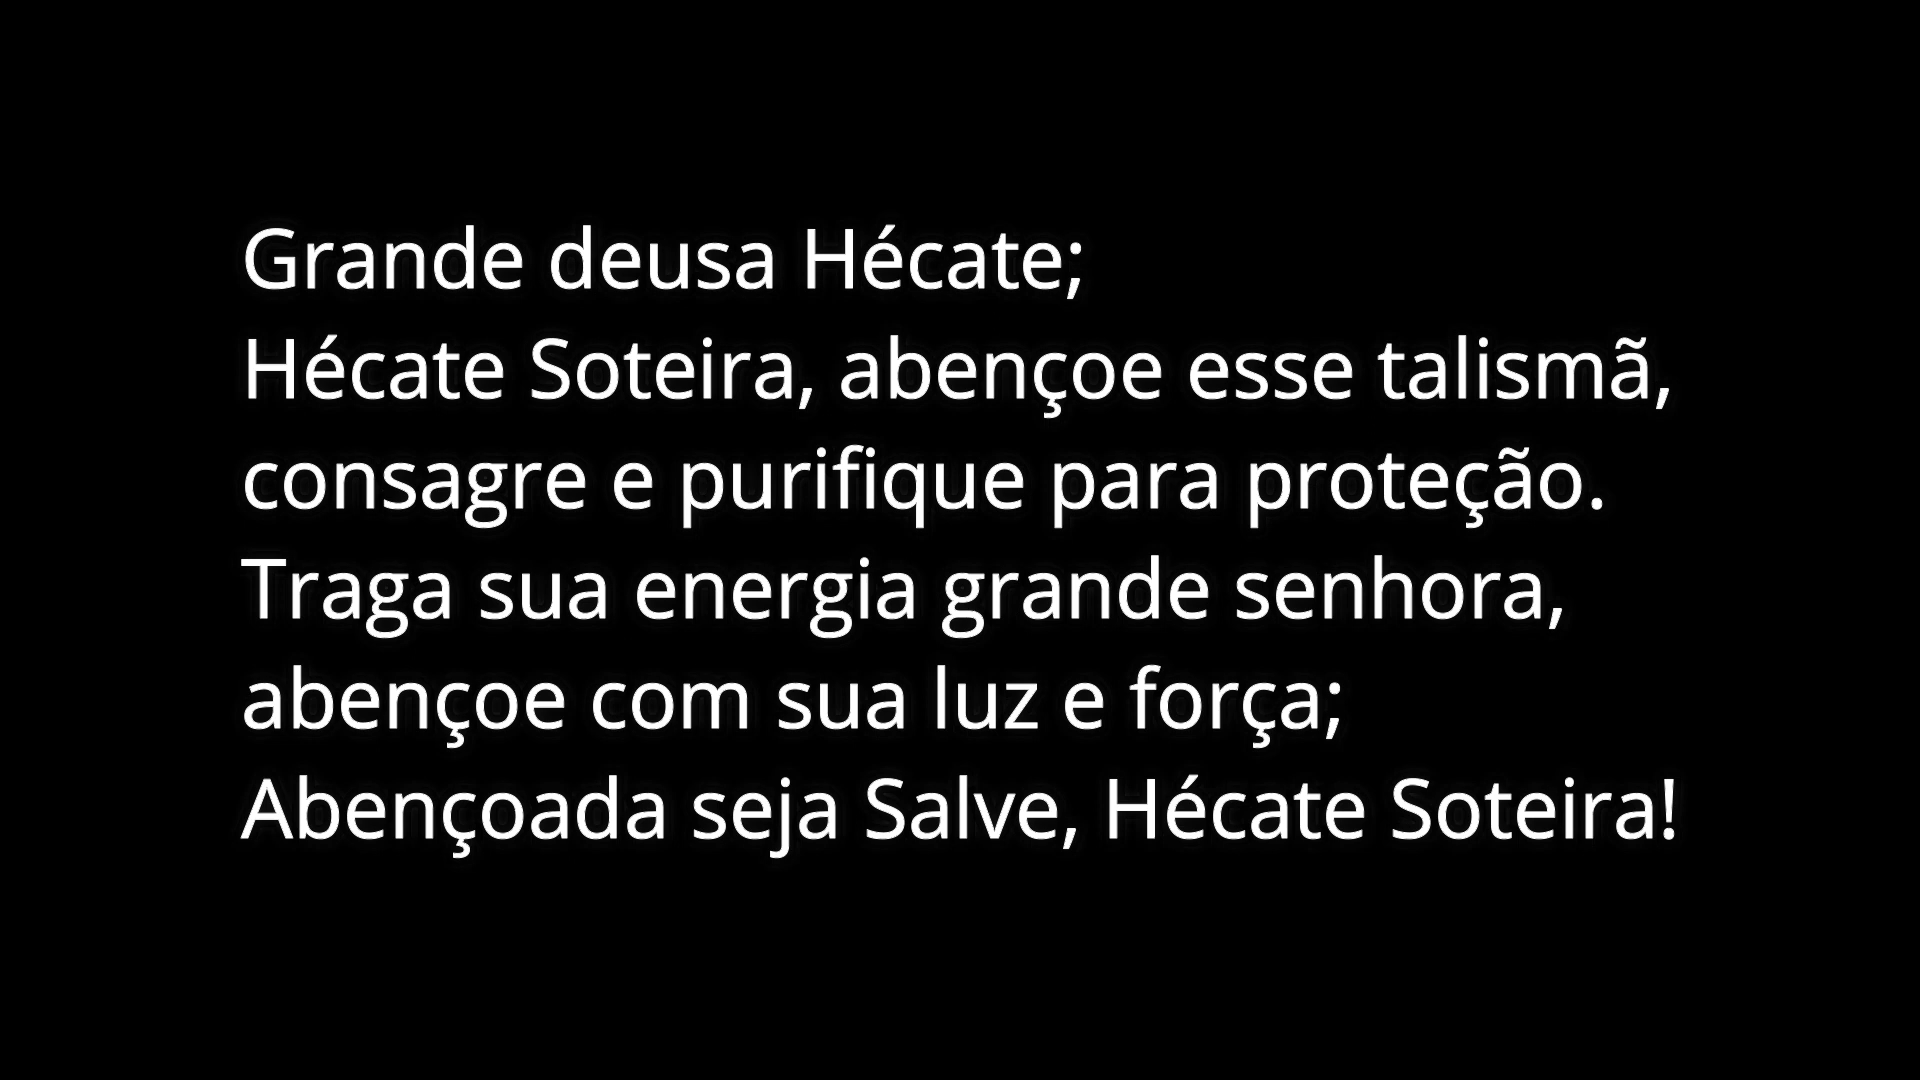 Grande deusa Hécate;
Hécate Soteira, abençoe esse talismã,
consagre e purifique para proteção.
Traga sua energia grande senhora,
abençoe com sua luz e força;
Abençoada seja Salve, Hécate Soteira!